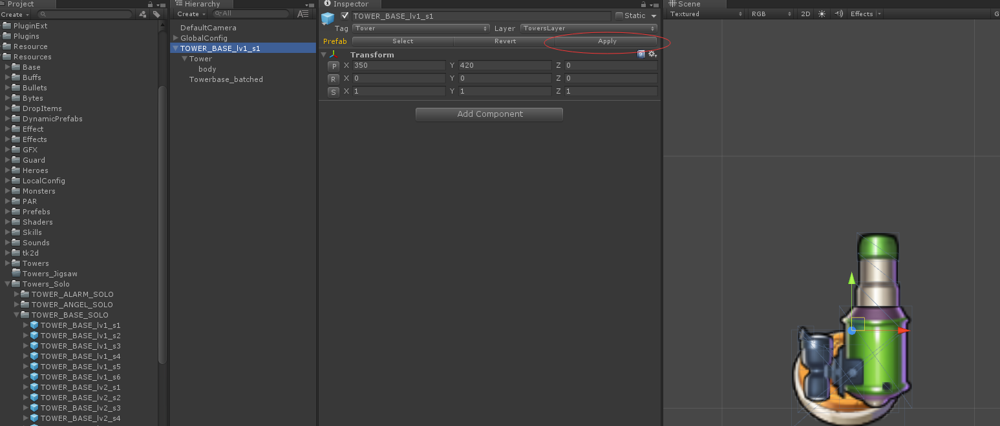 Project
Create
PluginExt
Plugins
Resource
Resources
Base
Buffs
Bullets
Bytes
DropItems
DynamicPrefabs
Effect
Effects
GFX
Guard
Heroes
LocalConfig
Monsters
PAR
Prefebs
Shaders
Skills
Sounds
tk2d
Towers
Towers_Jigsaw
Towers_Solo
TOWER_ALARM_SOLO
TOWER_ANGEL_SOLO
TOWER_BASE_SOLO
TOWER_BASE_lv1_s1
TOWER_BASE_lv1_s2
TOWER_BASE_lv1_s3
TOWER_BASE_lv1_s4
TOWER_BASE_lv1_s5
TOWER_BASE_lv1_s6
TOWER_BASE_lv2_s1
TOWER_BASE_lv2_s2
TOWER_BASE_lv2_s3
TOWER_BASE_lv2_s4
Hierarchy
Create All
DefaultCamera
GlobalConfig
TOWER_BASE_lv1_s1
Tower
body
Towerbase_batched
Inspector
TOWER_BASE_lv1_s1 Static
Tag Tower Layer TowersLayer
Prefab Select Revert Apply
Transform
P X 350 Y 420 Z 0
R X 0 Y 0 Z 0
S X 1 Y 1 Z 1
Add Component
Scene
Textured RGB 2D Effects G